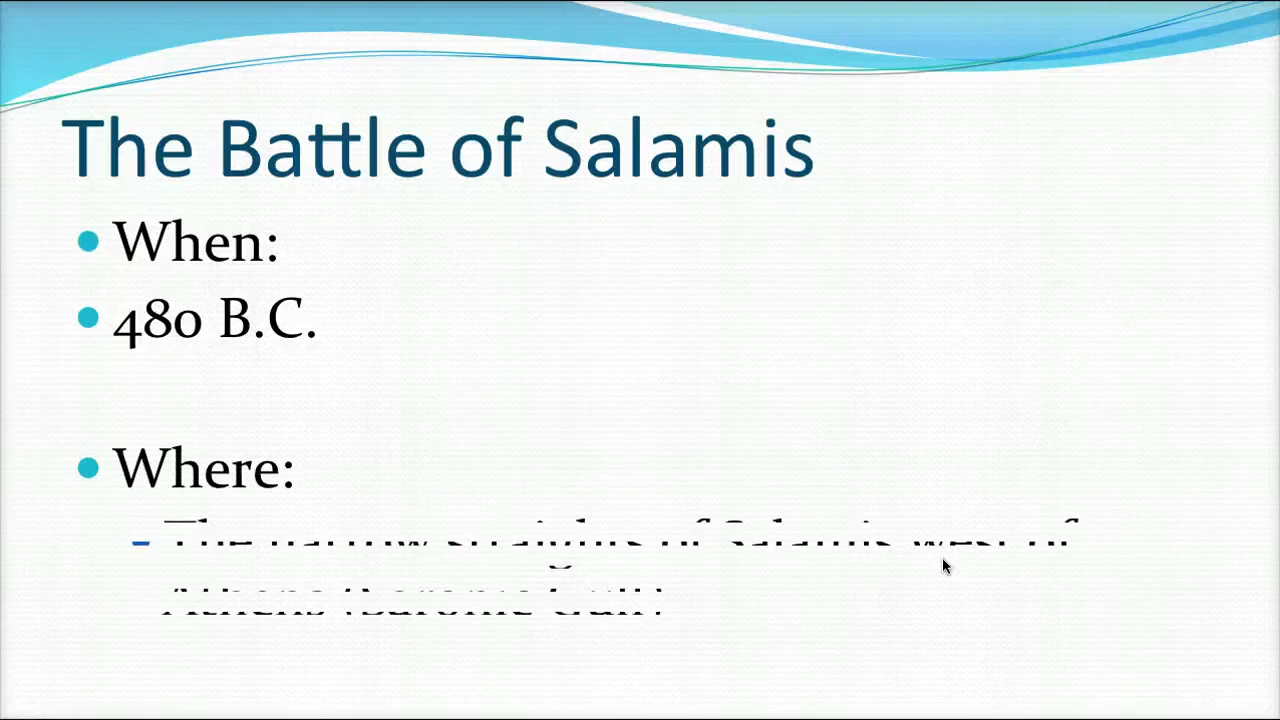 The Battle of Salamis
When:
480 B.C.
Where:
The narrow straights of Salamis west of
Athens (Saronic Gulf)